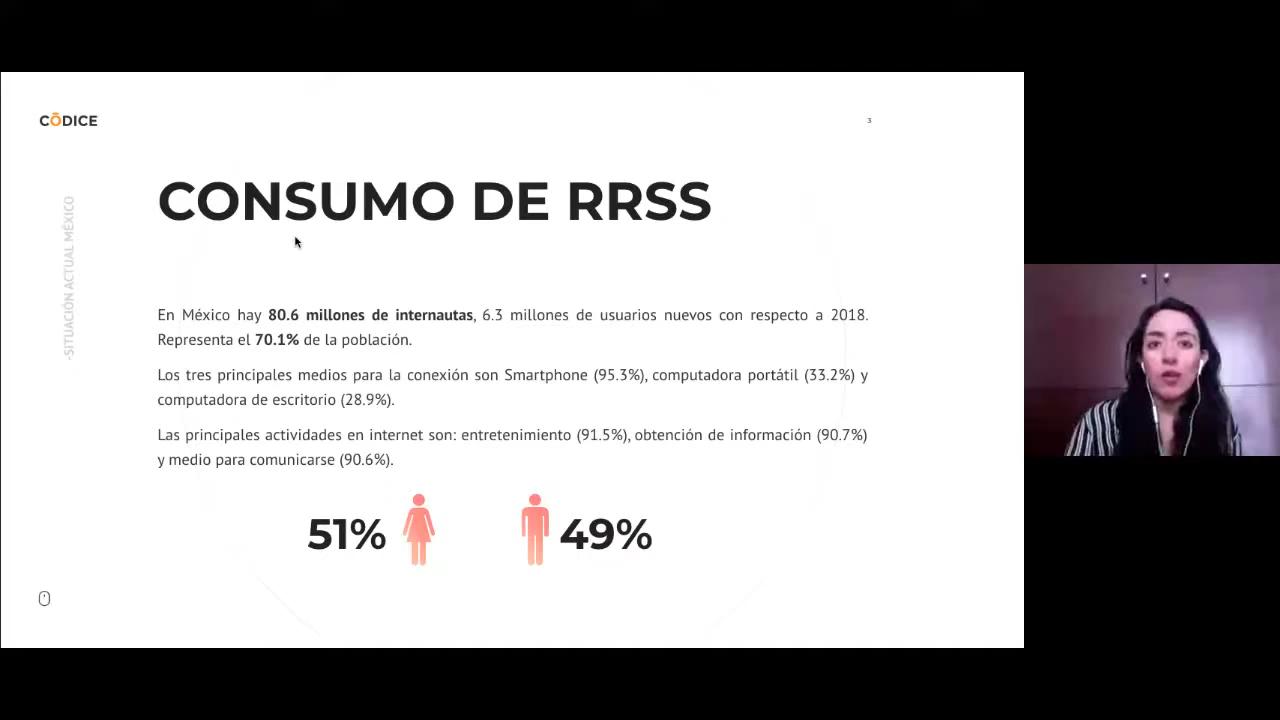 CŌDICE
3
-SITUACIÓN ACTUAL MÉXICO
CONSUMO DE RRSS
En México hay 80.6 millones de internautas, 6.3 millones de usuarios nuevos con respecto a 2018.
Representa el 70.1% de la población.
Los tres principales medios para la conexión son Smartphone (95.3%), computadora portátil (33.2%) y
computadora de escritorio (28.9%).
Las principales actividades en internet son: entretenimiento (91.5%), obtención de información (90.7%)
y medio para comunicarse (90.6%).
51% 49%